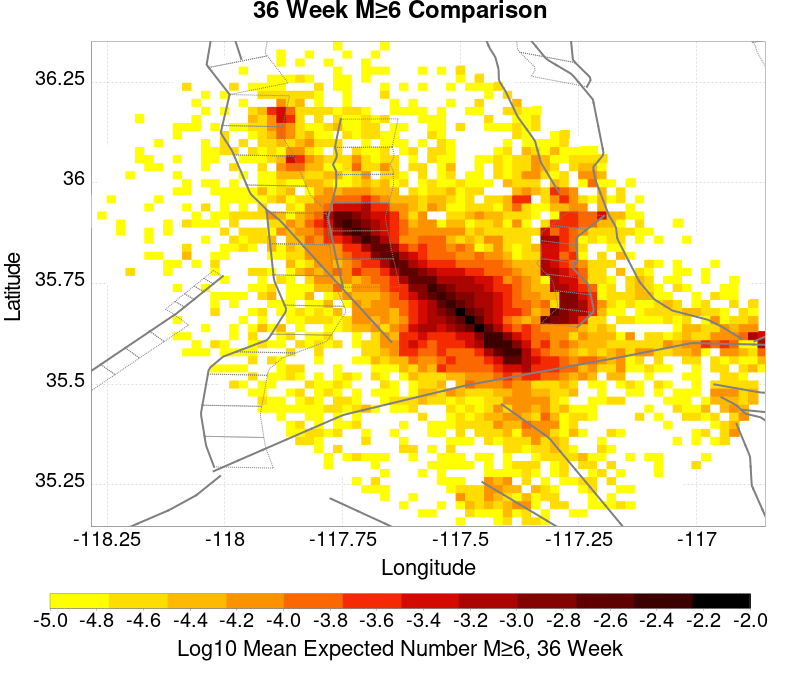 36 Week M≥6 Comparison
36.25
36
35.75
35.5
35.25
Latitude
-118.25 -118 -117.75 -117.5 -117.25 -117
Longitude
-5.0 -4.8 -4.6 -4.4 -4.2 -4.0 -3.8 -3.6 -3.4 -3.2 -3.0 -2.8 -2.6 -2.4 -2.2 -2.0
Log10 Mean Expected Number M≥6, 36 Week